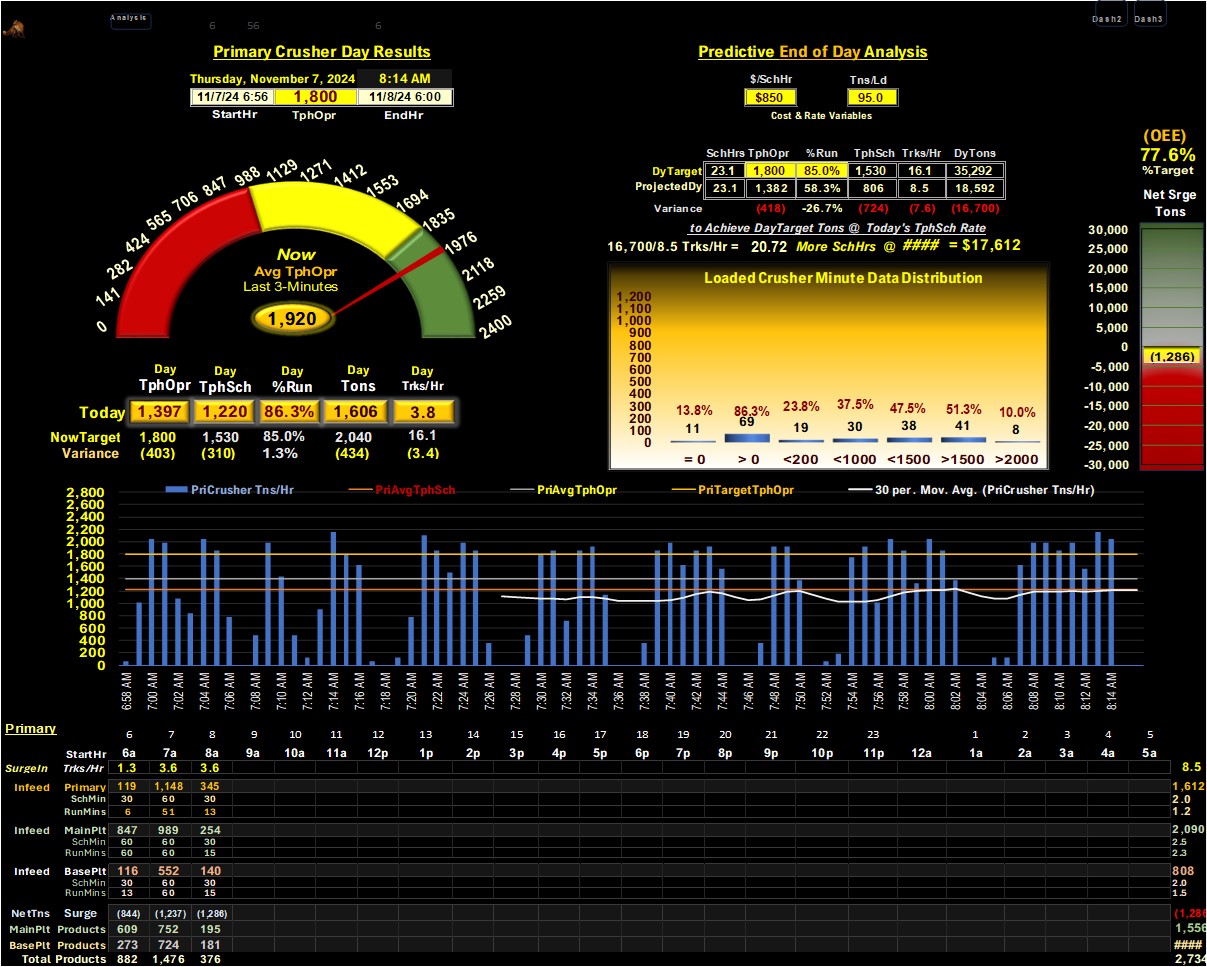 Analysis 6 56 6 Dash2 Dash3
Primary Crusher Day Results
Thursday, November 7, 2024 8:14 AM
11/7/24 6:56 1,800 11/8/24 6:00
StartHr TphOpr EndHr
0 141 282 424 565 706 847 988 1129 1271 1412 1553 1694 1835 1976 2118 2259 2400
Now
Avg TphOpr
Last 3-Minutes
1,920
Day Day Day Day Day
TphOpr TphSch %Run Tons Trks/Hr
Today 1,397 1,220 86.3% 1,606 3.8
NowTarget 1,800 1,530 85.0% 2,040 16.1
Variance (403) (310) 1.3% (434) (3.4)
Predictive End of Day Analysis
$/SchHr Tns/Ld
$850 95.0
Cost & Rate Variables
SchHrs TphOpr %Run TphSch Trks/Hr DyTons
DyTarget 23.1 1,800 85.0% 1,530 16.1 35,292
ProjectedDy 23.1 1,382 58.3% 806 8.5 18,592
Variance (418) -26.7% (724) (7.6) (16,700)
to Achieve DayTarget Tons @ Today's TphSch Rate
16,700/8.5 Trks/Hr = 20.72 More SchHrs @ #### = $17,612
Loaded Crusher Minute Data Distribution
1,200
1,100
1,000
900
800
700
600
500
400
300
200
100
0
13.8% 86.3% 23.8% 37.5% 47.5% 51.3% 10.0%
11 69 19 30 38 41 8
= 0 > 0 <200 <1000 <1500 >1500 >2000
(OEE)
77.6%
%Target
Net Srge
Tons
30,000
25,000
20,000
15,000
10,000
5,000
0
(1,286)
-5,000
-10,000
-15,000
-20,000
-25,000
-30,000
PriCrusher Tns/Hr PriAvgTphSch PriAvgTphOpr PriTargetTphOpr 30 per. Mov. Avg. (PriCrusher Tns/Hr)
2,800
2,600
2,400
2,200
2,000
1,800
1,600
1,400
1,200
1,000
800
600
400
200
0
6:58 AM 7:00 AM 7:02 AM 7:04 AM 7:06 AM 7:08 AM 7:10 AM 7:12 AM 7:14 AM 7:16 AM 7:18 AM 7:20 AM 7:22 AM 7:24 AM 7:26 AM 7:28 AM 7:30 AM 7:32 AM 7:34 AM 7:36 AM 7:38 AM 7:40 AM 7:42 AM 7:44 AM 7:46 AM 7:48 AM 7:50 AM 7:52 AM 7:54 AM 7:56 AM 7:58 AM 8:00 AM 8:02 AM 8:04 AM 8:06 AM 8:08 AM 8:10 AM 8:12 AM 8:14 AM
Primary
6 7 8 9 10 11 12 13 14 15 16 17 18 19 20 21 22 23 1 2 3 4 5
StartHr 6a 7a 8a 9a 10a 11a 12p 1p 2p 3p 4p 5p 6p 7p 8p 9p 10p 11p 12a 1a 2a 3a 4a 5a
SurgeIn Trks/Hr 1.3 3.6 3.6 8.5
Infeed Primary 119 1,148 345 1,612
SchMin 30 60 30 2.0
RunMins 6 51 13 1.2
Infeed MainPlt 847 989 254 2,090
SchMin 60 60 30 2.5
RunMins 60 60 15 2.3
Infeed BasePlt 116 552 140 808
SchMin 30 60 30 2.0
RunMins 13 60 15 1.5
NetTns Surge (844) (1,237) (1,286) (1,286
MainPlt Products 609 752 195 1,556
BasePlt Products 273 724 181 ####
Total Products 882 1,476 376 2,734